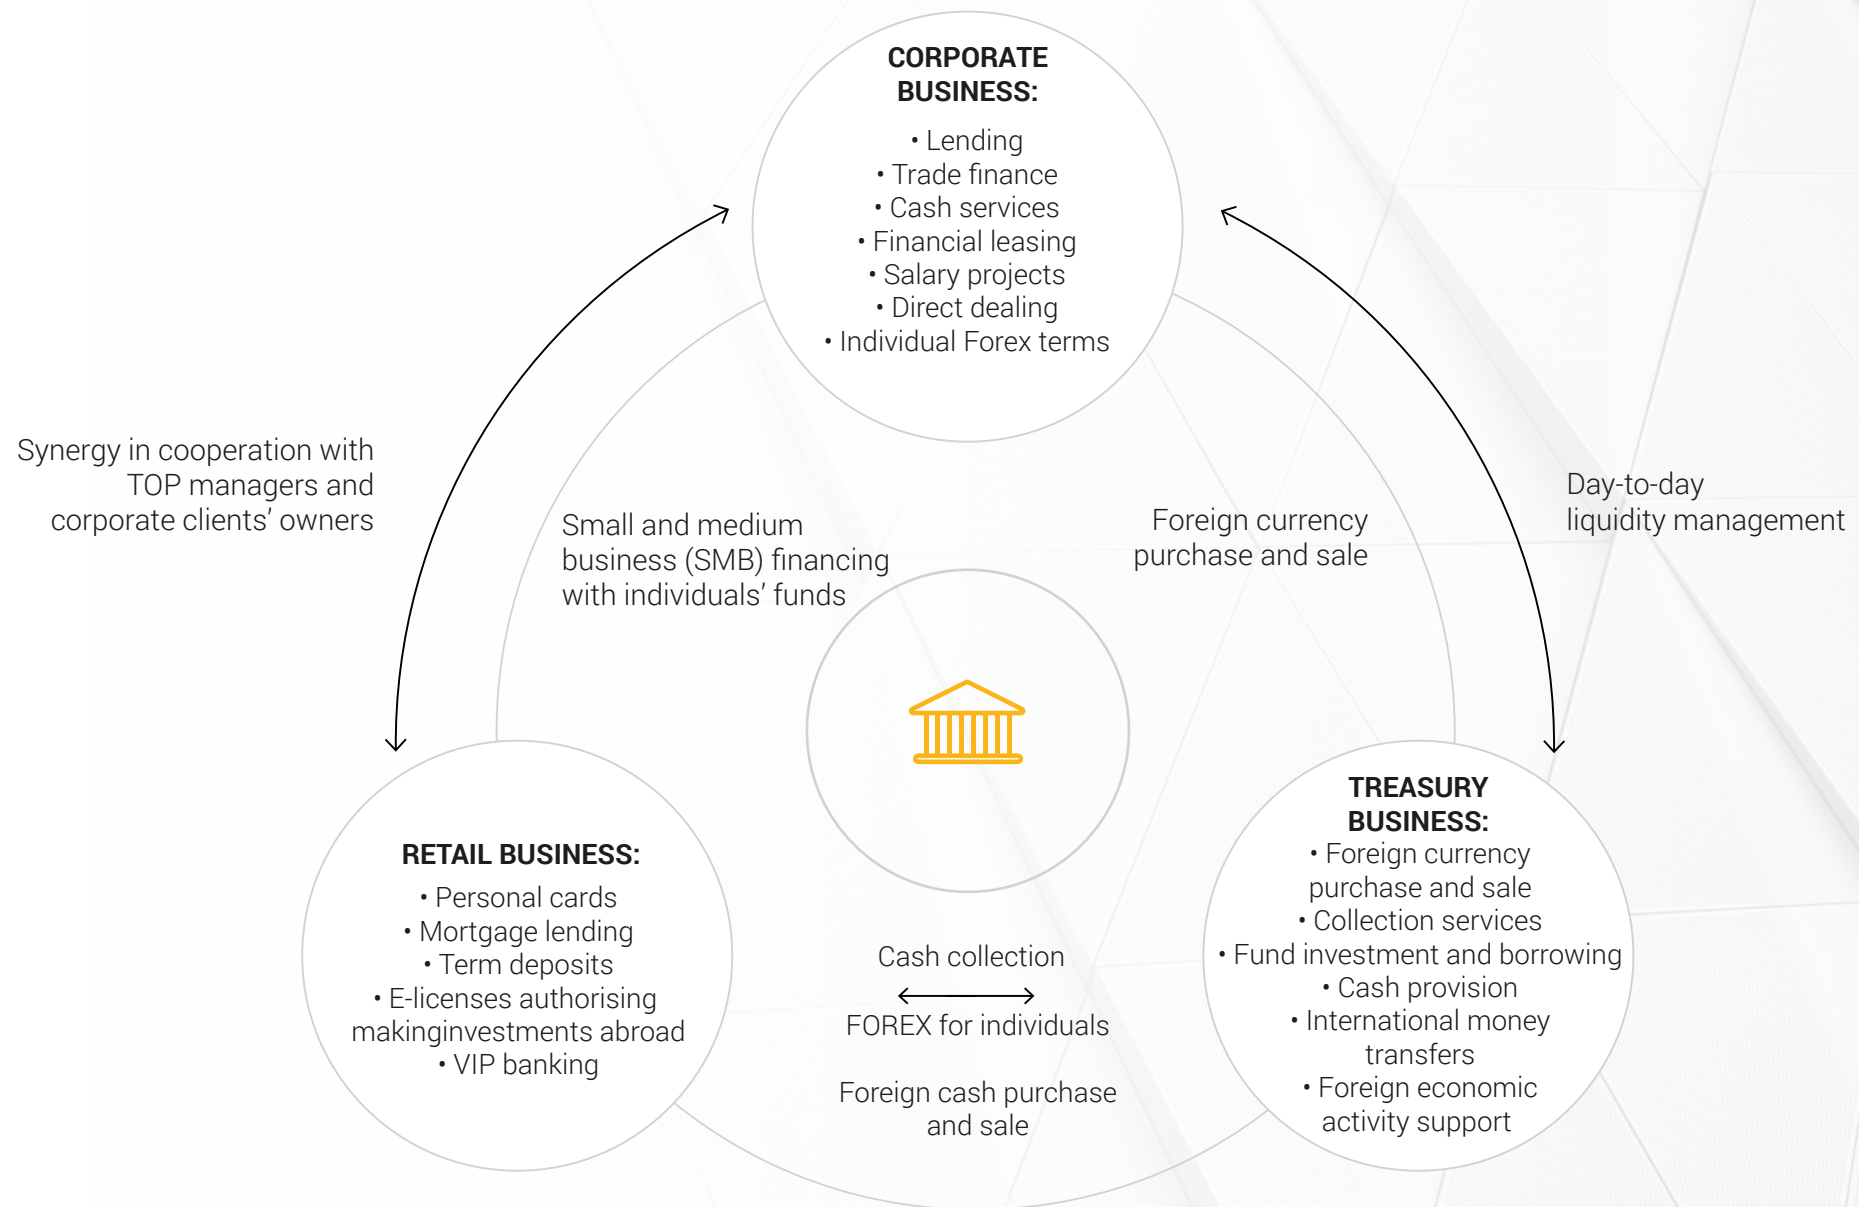 CORPORATE
BUSINESS:
• Lending
• Trade finance
• Cash services
• Financial leasing
• Salary projects
• Direct dealing
• Individual Forex terms
Synergy in cooperation with
TOP managers and
corporate clients’ owners
Small and medium
business (SMB) financing
with individuals’ funds
Foreign currency
purchase and sale
Day-to-day
liquidity management
RETAIL BUSINESS:
• Personal cards
• Mortgage lending
• Term deposits
• E-licenses authorising
makinginvestments abroad
• VIP banking
Cash collection
FOREX for individuals
Foreign cash purchase
and sale
TREASURY
BUSINESS:
• Foreign currency
purchase and sale
• Collection services
• Fund investment and borrowing
• Cash provision
• International money
transfers
• Foreign economic
activity support